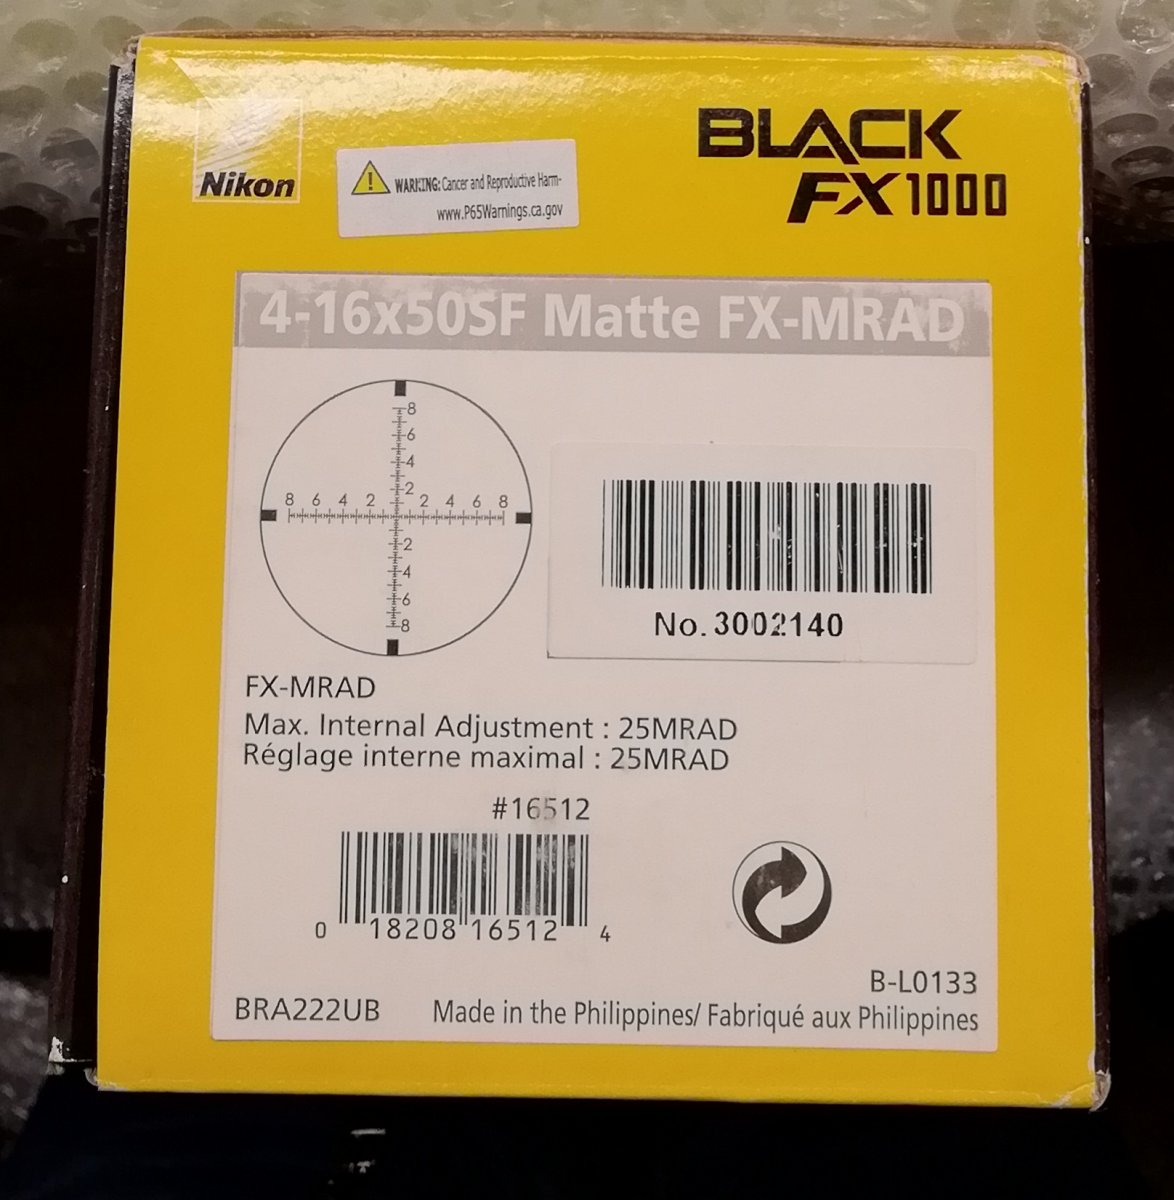 Nikon
WARNING: Cancer and Reproductive Harm-
www.P65Warnings.ca.gov
BLACK
FX1000
4-16x50SF Matte FX-MRAD
8
6
4
2
8 6 4 2 2 4 6 8
2
4
6
8
No. 3002140
FX-MRAD
Max. Internal Adjustment : 25MRAD
Réglage interne maximal : 25MRAD
#16512
0 18208 16512 4
B-L0133
BRA222UB Made in the Philippines/ Fabriqué aux Philippines